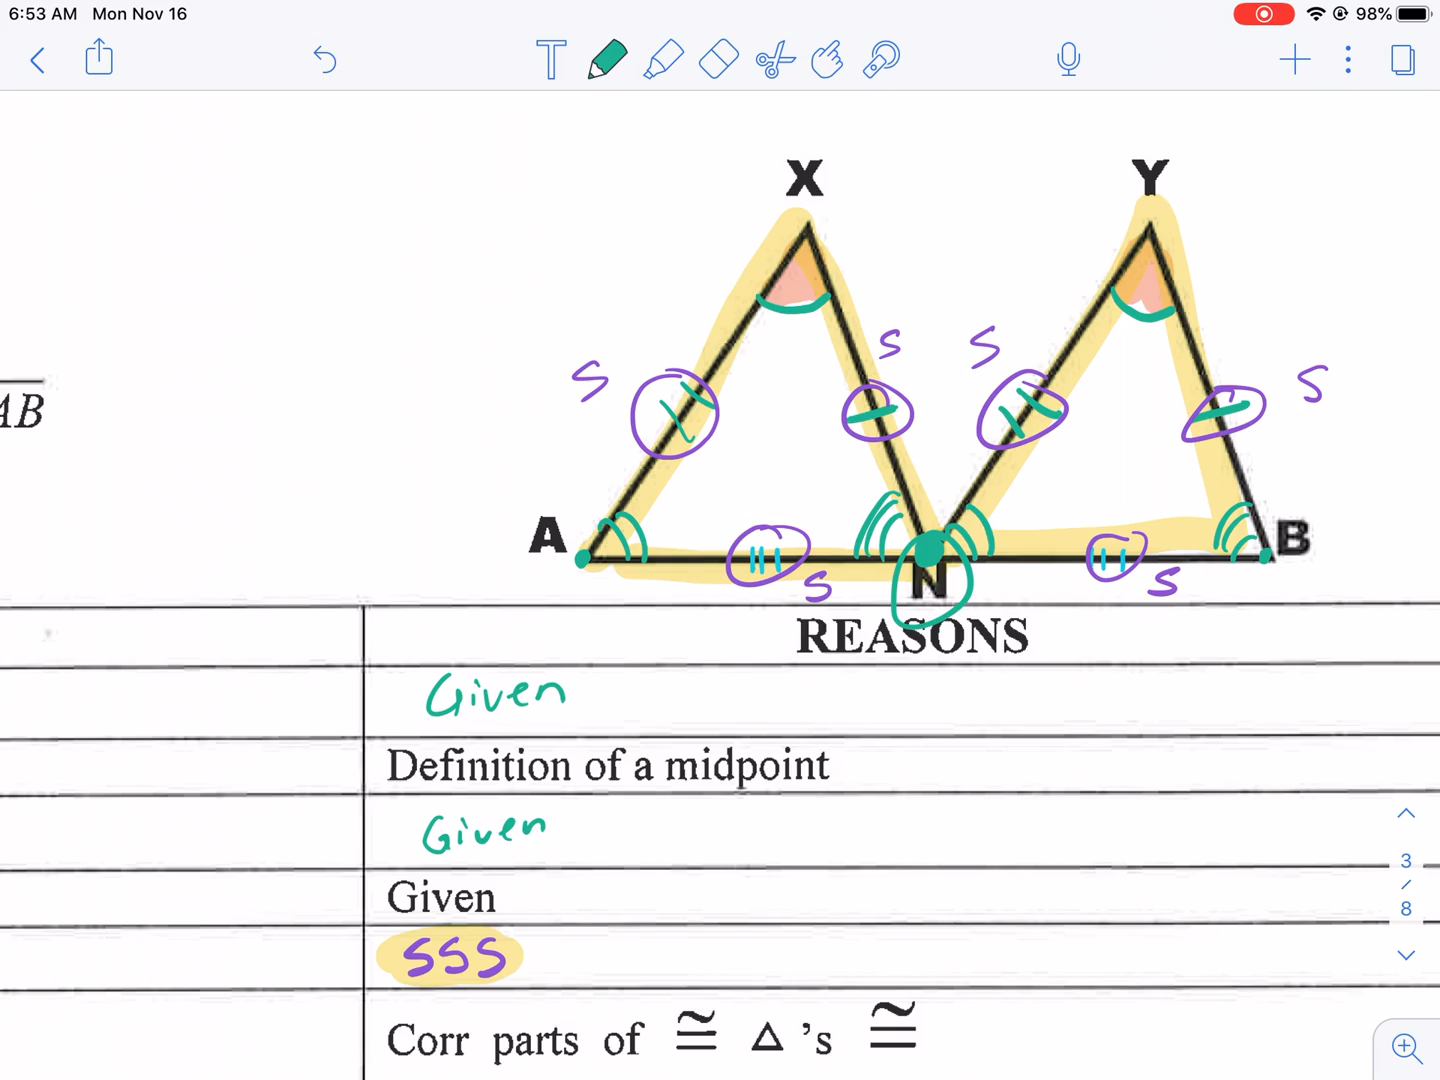 6:53 AM Mon Nov 16
98%
T
X
Y
S
S
S
S
AB
A
N
B
S
S
REASONS
Given
Definition of a midpoint
Given
Given
SSS
Corr parts of ≅ △'s ≅
3
/
8